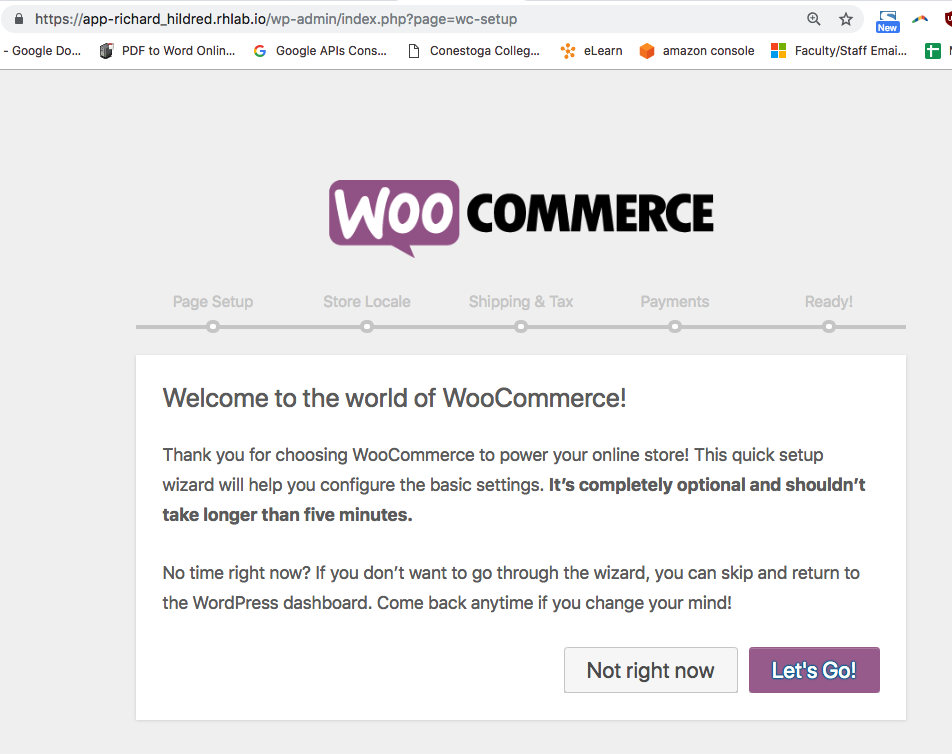 https://app-richard_hildred.rhlab.io/wp-admin/index.php?page=wc-setup
New
- Google Do... PDF to Word Onlin... Google APIs Cons... Conestoga Colleg... eLearn amazon console Faculty/Staff Emai...
WOO COMMERCE
Page Setup Store Locale Shipping & Tax Payments Ready!
Welcome to the world of WooCommerce!
Thank you for choosing WooCommerce to power your online store! This quick setup
wizard will help you configure the basic settings. It’s completely optional and shouldn’t
take longer than five minutes.
No time right now? If you don’t want to go through the wizard, you can skip and return to
the WordPress dashboard. Come back anytime if you change your mind!
Not right now Let's Go!